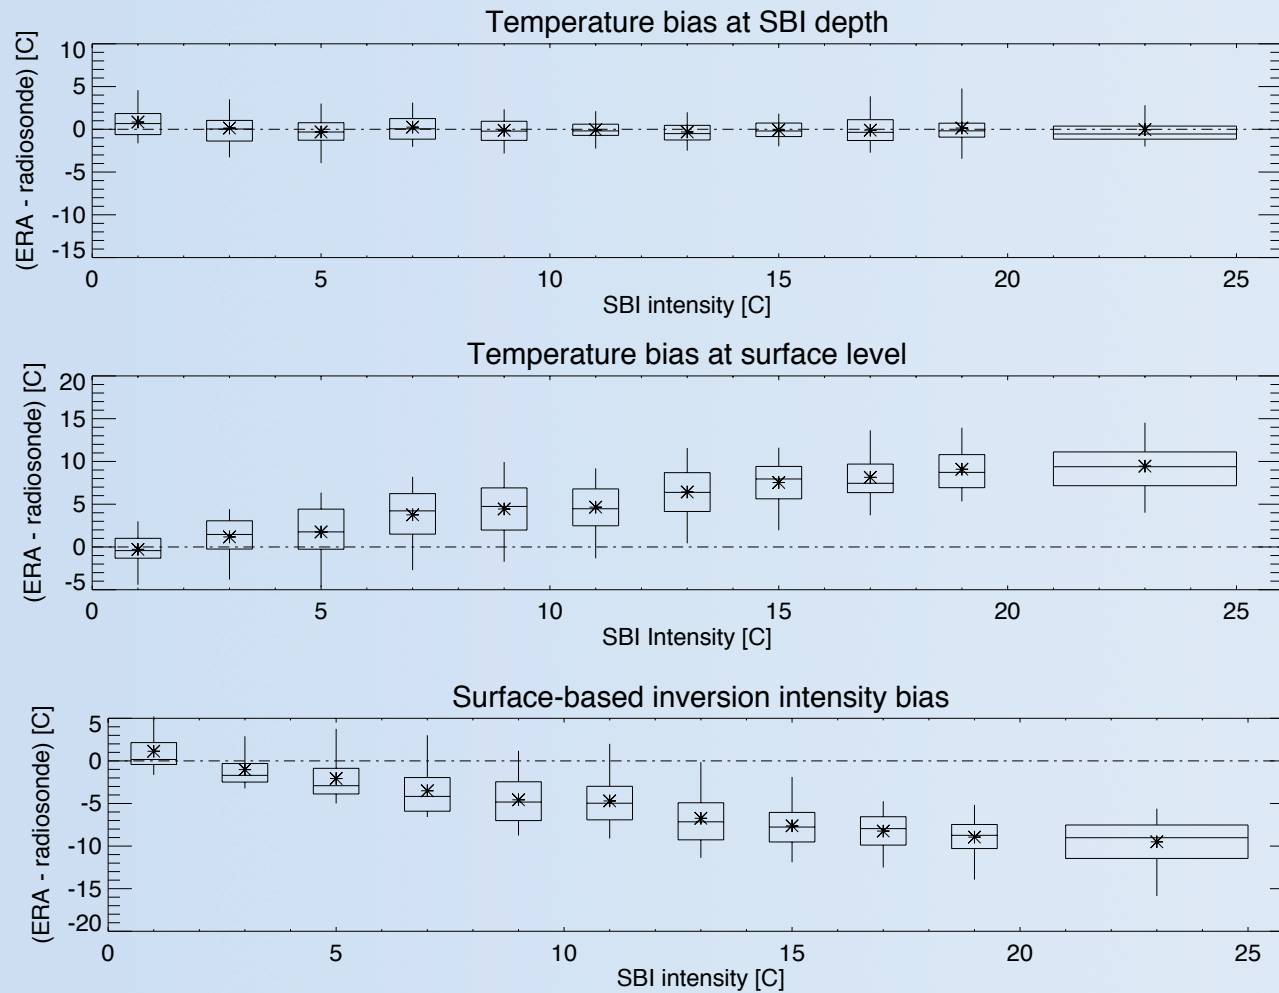 Temperature bias at SBI depth
(ERA - radiosonde) [C]
10
5
0
-5
-10
-15
0 5 10 15 20 25
SBI intensity [C]
Temperature bias at surface level
(ERA - radiosonde) [C]
20
15
10
5
0
-5
0 5 10 15 20 25
SBI Intensity [C]
Surface-based inversion intensity bias
(ERA - radiosonde) [C]
5
0
-5
-10
-15
-20
0 5 10 15 20 25
SBI intensity [C]